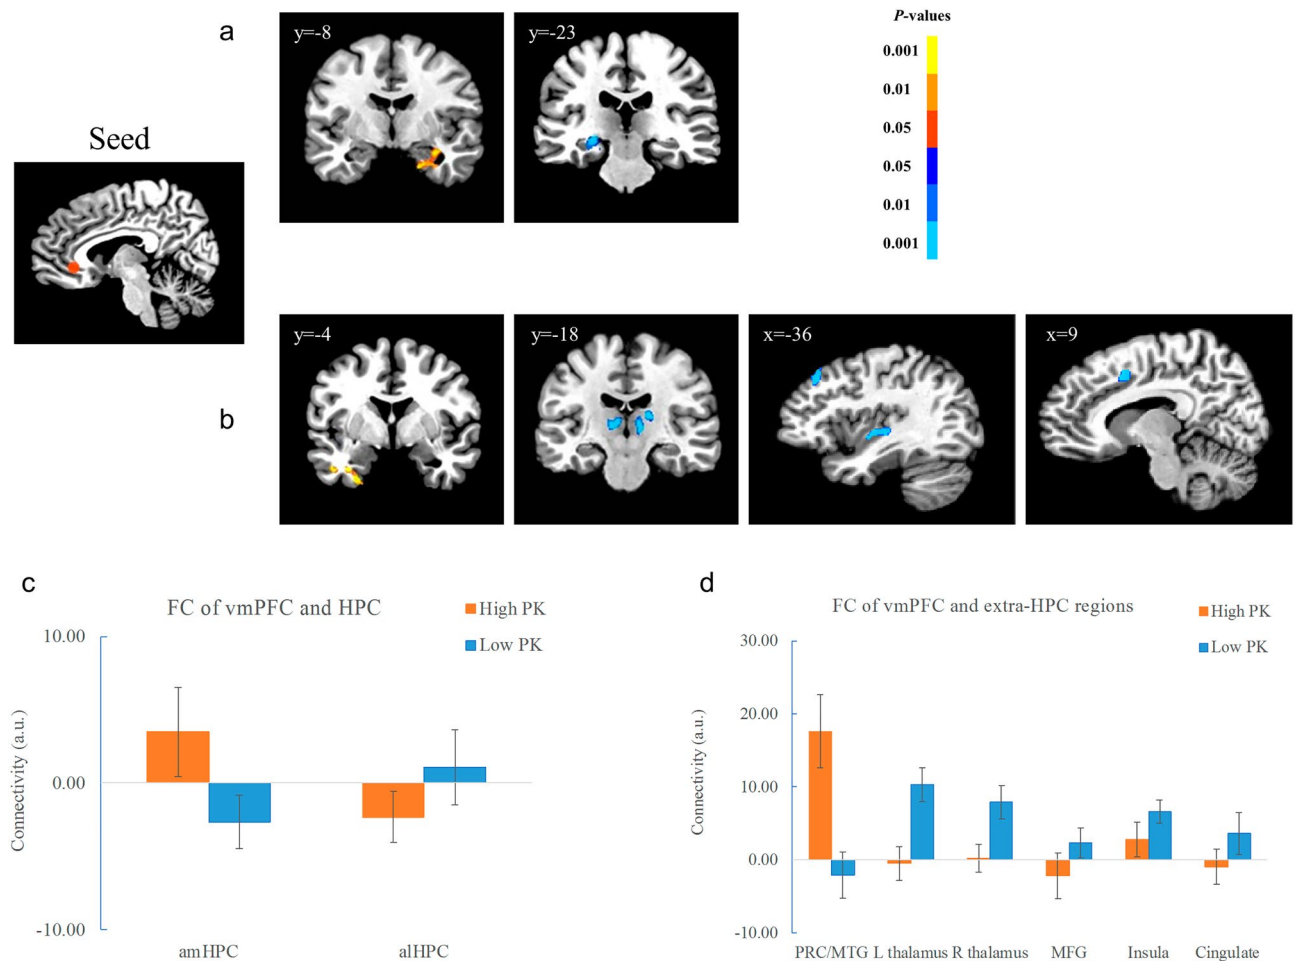 a
y=-8
y=-23
P-values
0.001
0.01
0.05
0.05
0.01
0.001
Seed
b
y=-4
y=-18
x=-36
x=9
c
FC of vmPFC and HPC
High PK
Low PK
10.00
0.00
-10.00
Connectivity (a.u.)
amHPC
alHPC
d
FC of vmPFC and extra-HPC regions
High PK
Low PK
30.00
20.00
10.00
0.00
-10.00
Connectivity (a.u.)
PRC/MTG L thalamus R thalamus MFG Insula Cingulate